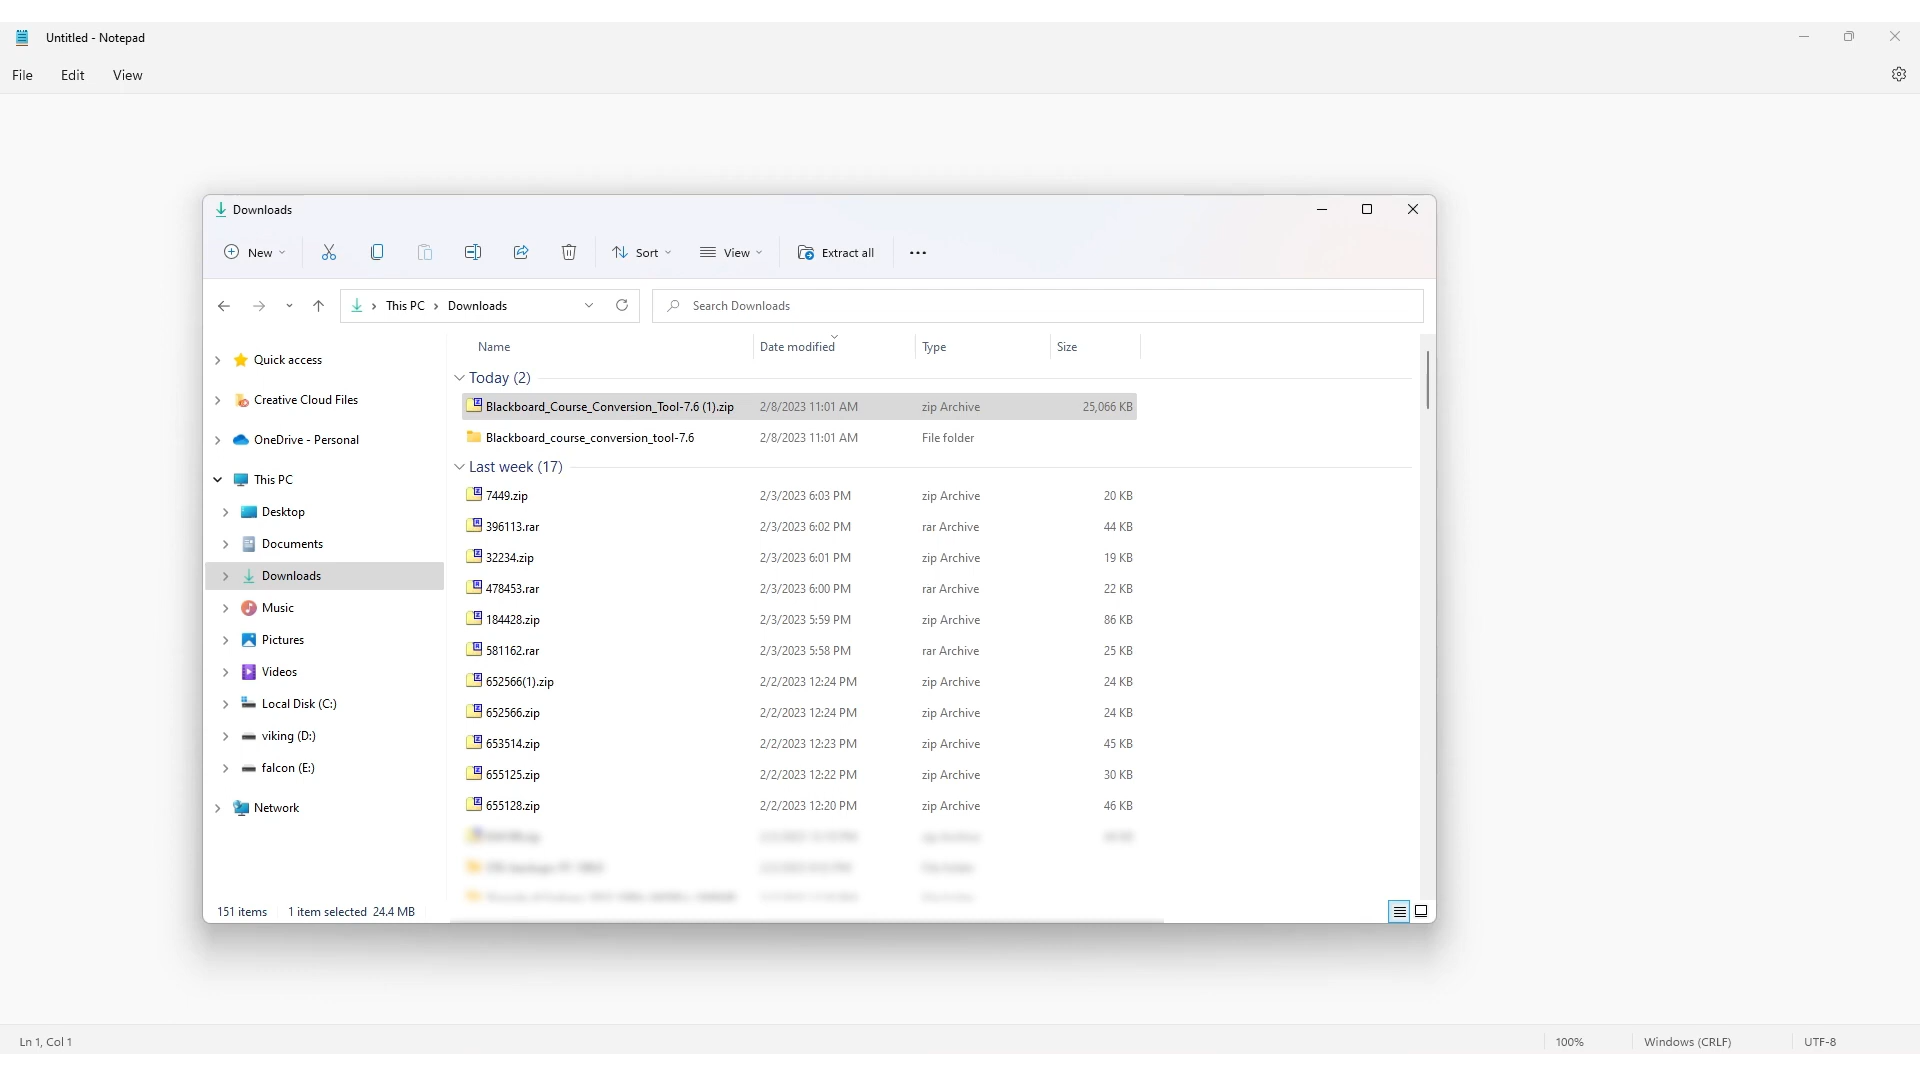 Untitled - Notepad
File Edit View
Downloads
New Sort View Extract all
This PC > Downloads Search Downloads
Name Date modified Type Size
Quick access
Creative Cloud Files
OneDrive - Personal
This PC
Desktop
Documents
Downloads
Music
Pictures
Videos
Local Disk (C:)
viking (D:)
falcon (E:)
Network
Today (2)
Blackboard_Course_Conversion_Tool-7.6 (1).zip 2/8/2023 11:01 AM zip Archive 25,066 KB
Blackboard_course_conversion_tool-7.6 2/8/2023 11:01 AM File folder
Last week (17)
7449.zip 2/3/2023 6:03 PM zip Archive 20 KB
396113.rar 2/3/2023 6:02 PM rar Archive 44 KB
32234.zip 2/3/2023 6:01 PM zip Archive 19 KB
478453.rar 2/3/2023 6:00 PM rar Archive 22 KB
184428.zip 2/3/2023 5:59 PM zip Archive 86 KB
581162.rar 2/3/2023 5:58 PM rar Archive 25 KB
652566(1).zip 2/2/2023 12:24 PM zip Archive 24 KB
652566.zip 2/2/2023 12:24 PM zip Archive 24 KB
653514.zip 2/2/2023 12:23 PM zip Archive 45 KB
655125.zip 2/2/2023 12:22 PM zip Archive 30 KB
655128.zip 2/2/2023 12:20 PM zip Archive 46 KB
151 items 1 item selected 24.4 MB
Ln 1, Col 1 100% Windows (CRLF) UTF-8